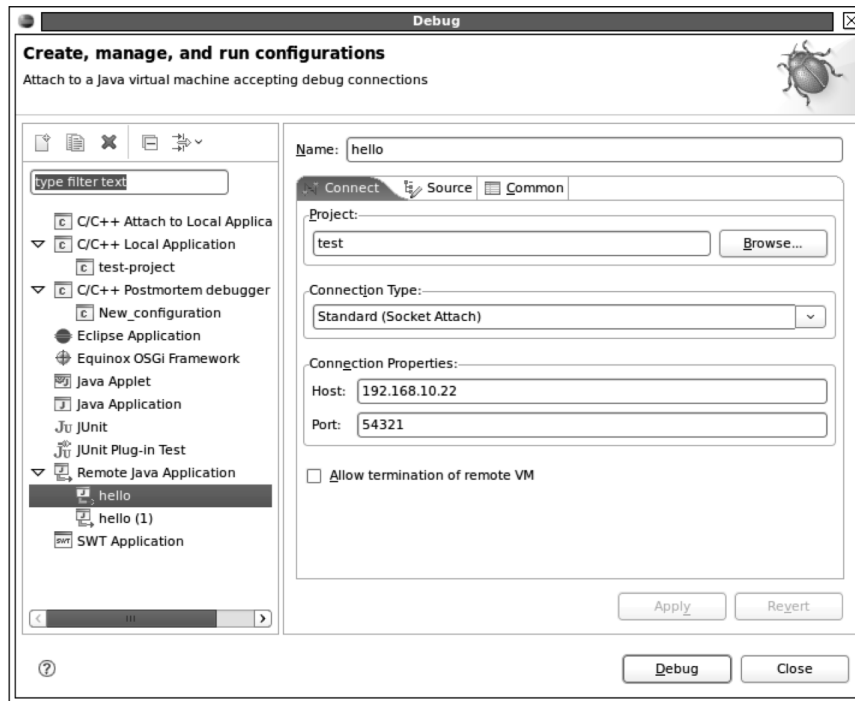 Debug
Create, manage, and run configurations
Attach to a Java virtual machine accepting debug connections
type filter text
C/C++ Attach to Local Applica
C/C++ Local Application
test-project
C/C++ Postmortem debugger
New_configuration
Eclipse Application
Equinox OSGi Framework
Java Applet
Java Application
JUnit
JUnit Plug-in Test
Remote Java Application
hello
hello (1)
SWT Application
Name: hello
Connect Source Common
Project:
test Browse...
Connection Type:
Standard (Socket Attach)
Connection Properties:
Host: 192.168.10.22
Port: 54321
Allow termination of remote VM
Apply Revert
Debug Close